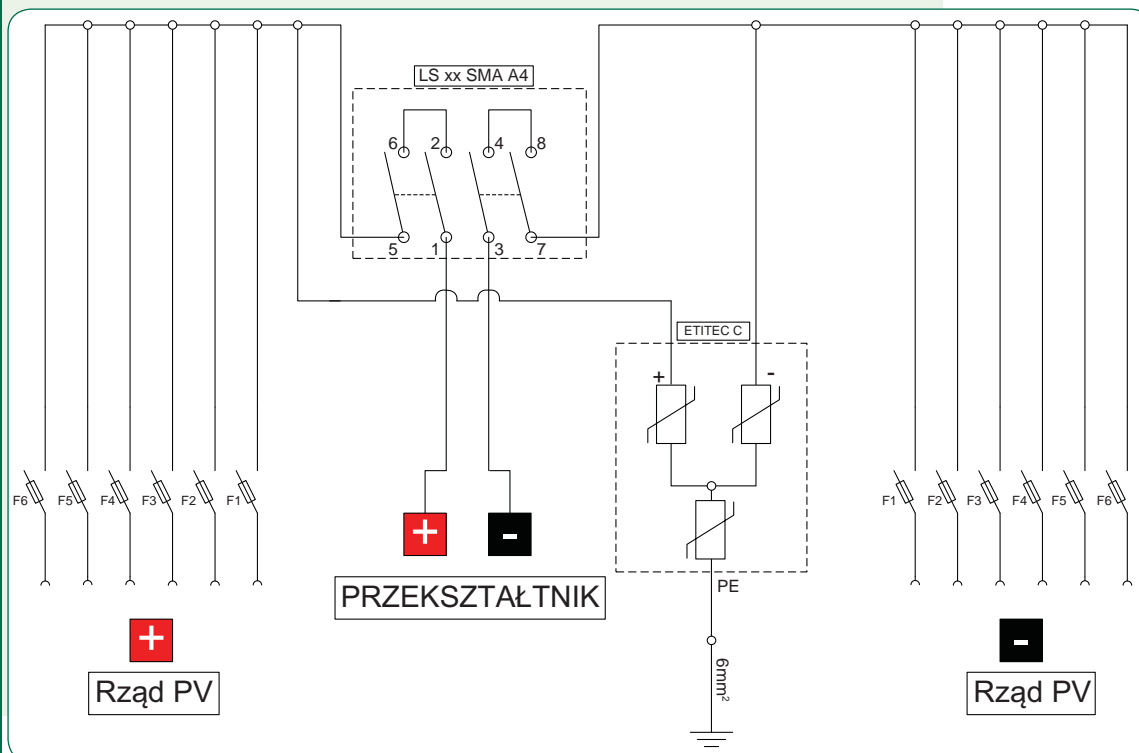 LS xx SMA A4
6 2 4 8
5 1 3 7
ETITEC C
+ -
F6 F5 F4 F3 F2 F1
F1 F2 F3 F4 F5 F6
+ -
PRZEKSZTAŁTNIK
PE
6mm²
+
Rząd PV
-
Rząd PV